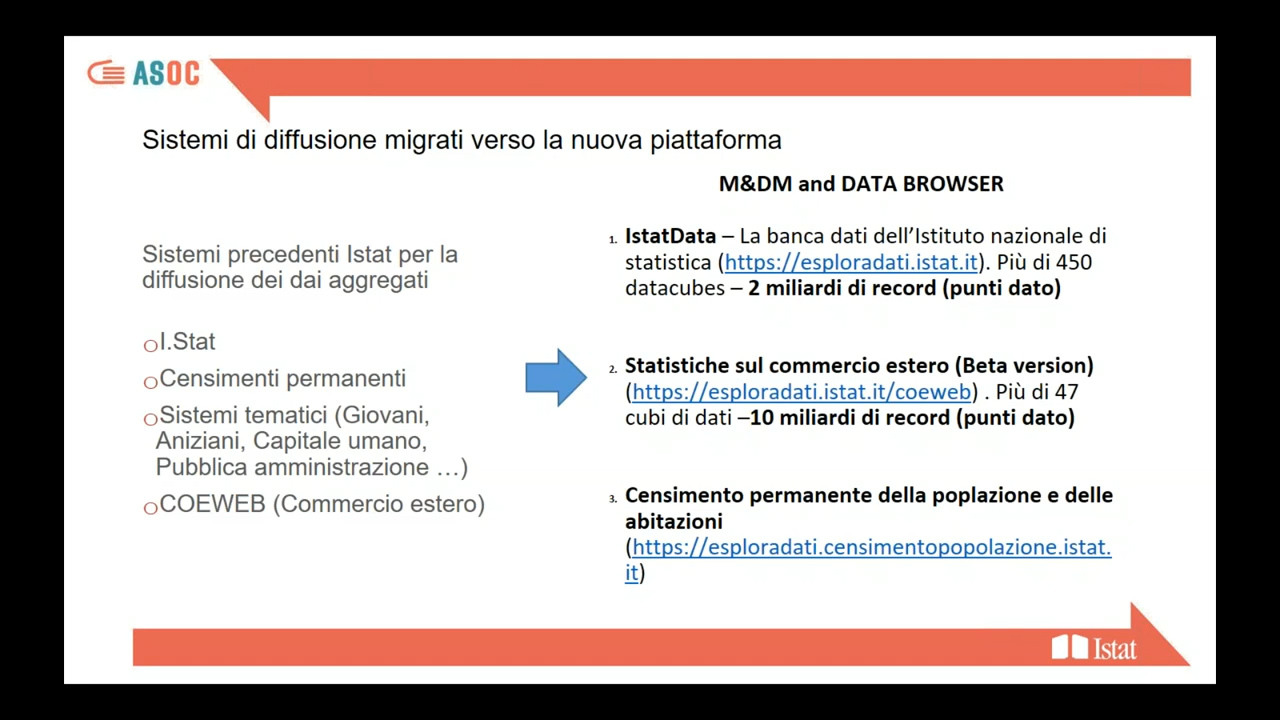 ASOC
Sistemi di diffusione migrati verso la nuova piattaforma
Sistemi precedenti Istat per la
diffusione dei dai aggregati
I.Stat
Censimenti permanenti
Sistemi tematici (Giovani,
Aniziani, Capitale umano,
Pubblica amministrazione …)
COEWEB (Commercio estero)
M&DM and DATA BROWSER
1. IstatData – La banca dati dell’Istituto nazionale di
statistica (https://esploradati.istat.it). Più di 450
datacubes – 2 miliardi di record (punti dato)
2. Statistiche sul commercio estero (Beta version)
(https://esploradati.istat.it/coeweb) . Più di 47
cubi di dati –10 miliardi di record (punti dato)
3. Censimento permanente della poplazione e delle
abitazioni
(https://esploradati.censimentopopolazione.istat.
it)
Istat